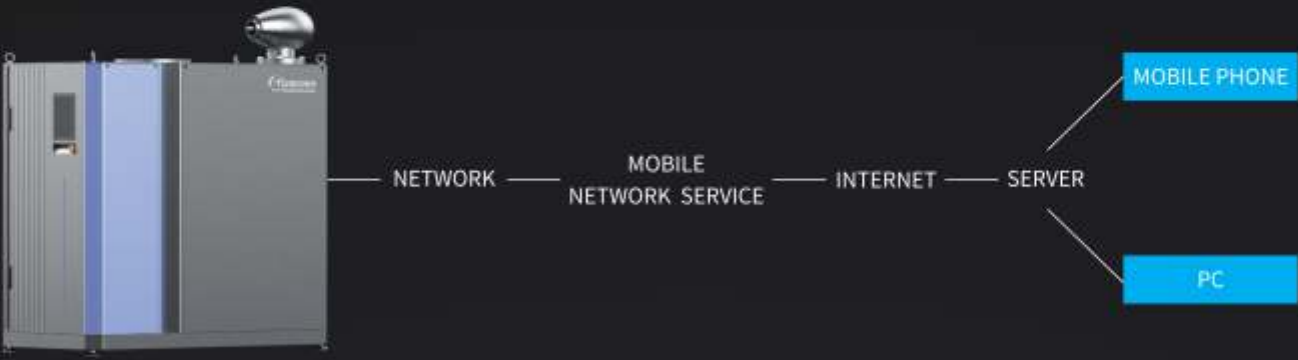 NETWORK
MOBILE
NETWORK SERVICE
INTERNET
SERVER
MOBILE PHONE
PC